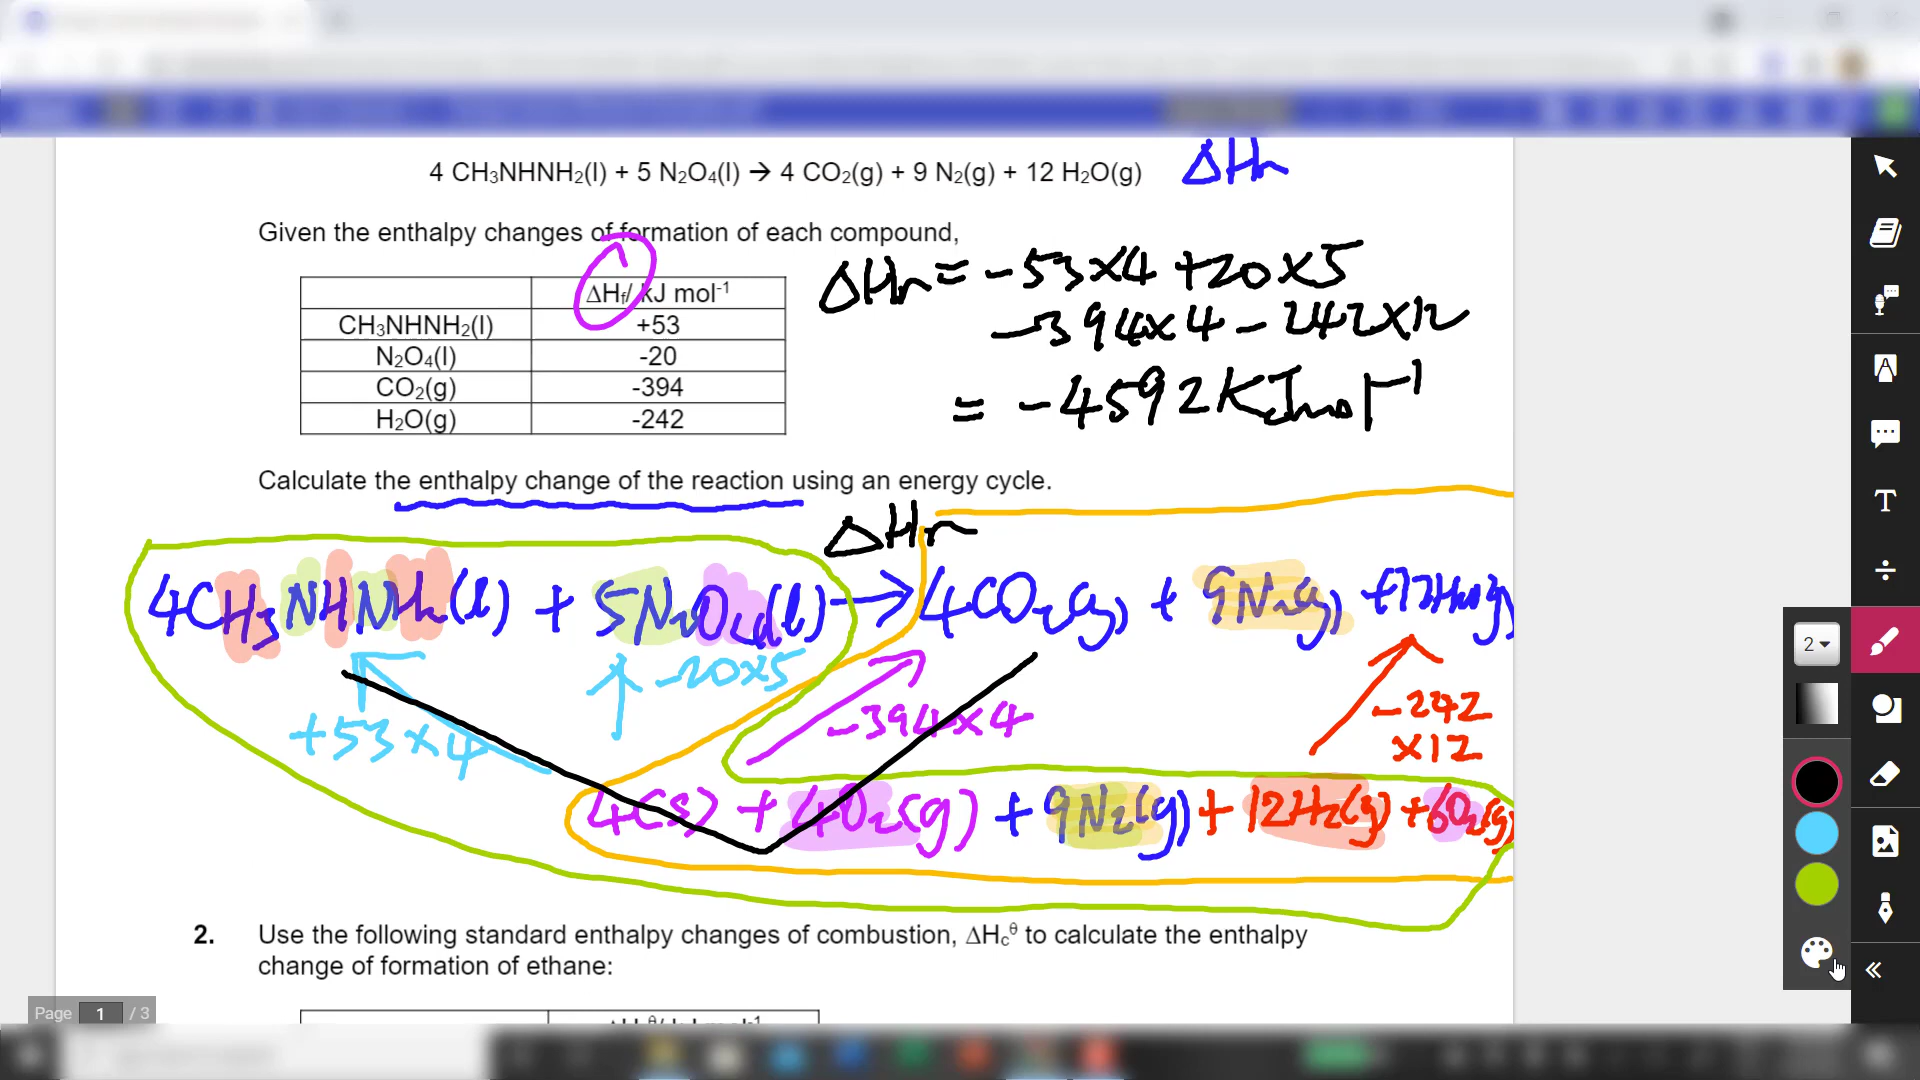 4 CH₃NHNH₂(l) + 5 N₂O₄(l) → 4 CO₂(g) + 9 N₂(g) + 12 H₂O(g) ΔHr
Given the enthalpy changes of formation of each compound,
ΔHf/ kJ mol⁻¹
CH₃NHNH₂(l) +53
N₂O₄(l) -20
CO₂(g) -394
H₂O(g) -242
ΔHr = -53×4 +20×5
-394×4 - 242×12
= -4592 KJmol⁻¹
Calculate the enthalpy change of the reaction using an energy cycle.
ΔHr
4CH₃NHNH₂(l) + 5N₂O₄(l) → 4CO₂(g) + 9N₂(g) +12H₂O(g)
+53×4 -20×5 -394×4 -242
×12
4C(s) + 4O₂(g) + 9N₂(g) + 12H₂(g) + 6O₂(g)
2. Use the following standard enthalpy changes of combustion, ΔHcᶿ to calculate the enthalpy
change of formation of ethane:
Page 1 / 3
2